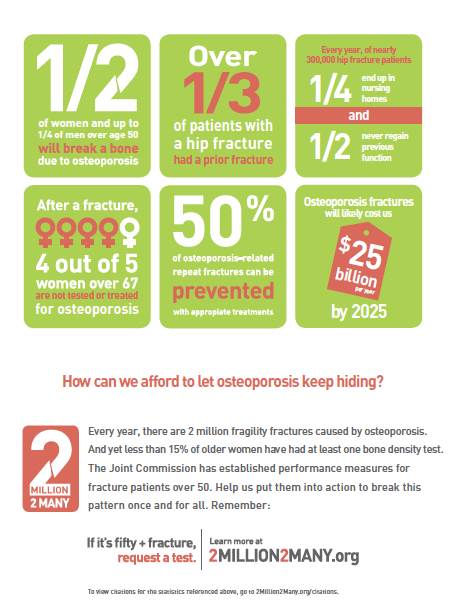 1/2
of women and up to
1/4 of men over age 50
will break a bone
due to osteoporosis
Over
1/3
of patients with
a hip fracture
had a prior fracture
Every year, of nearly
300,000 hip fracture patients
1/4 end up in
nursing
homes
and
1/2 never regain
previous
function
After a fracture,
4 out of 5
women over 67
are not tested or treated
for osteoporosis
50%
of osteoporosis–related
repeat fractures can be
prevented
with appropiate treatments
Osteoporosis fractures
will likely cost us
$25
billion
per year
by 2025
How can we afford to let osteoporosis keep hiding?
2
MILLION
2 MANY
Every year, there are 2 million fragility fractures caused by osteoporosis.
And yet less than 15% of older women have had at least one bone density test.
The Joint Commission has established performance measures for
fracture patients over 50. Help us put them into action to break this
pattern once and for all. Remember:
If it's fifty + fracture,
request a test.
Learn more at
2MILLION2MANY.org
To view citations for the statistics referenced above, go to 2Million2Many.org/citations.